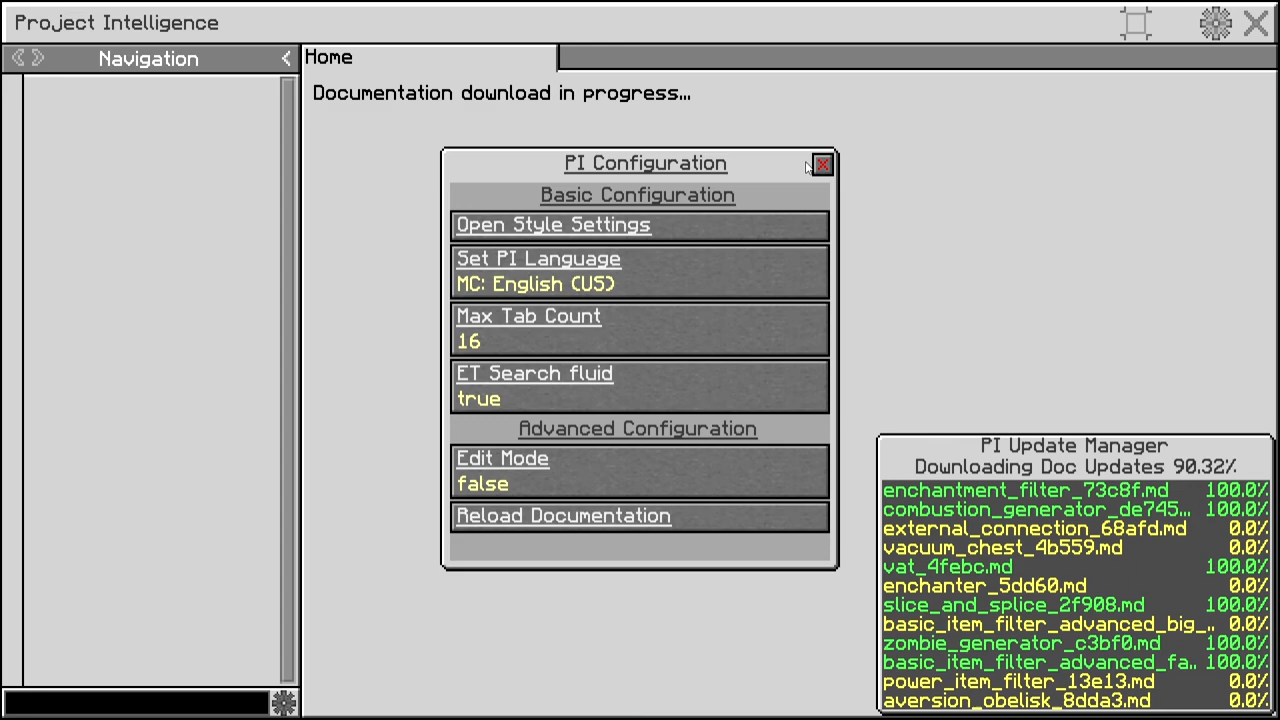 Project Intelligence
Navigation
Home
Documentation download in progress...
PI Configuration
Basic Configuration
Open Style Settings
Set PI Language
MC: English (US)
Max Tab Count
16
ET Search fluid
true
Advanced Configuration
Edit Mode
false
Reload Documentation
PI Update Manager
Downloading Doc Updates 90.32%
enchantment_filter_73c8f.md 100.0%
combustion_generator_de745... 100.0%
external_connection_68afd.md 0.0%
vacuum_chest_4b559.md 0.0%
vat_4febc.md 100.0%
enchanter_5dd60.md 0.0%
slice_and_splice_2f908.md 100.0%
basic_item_filter_advanced_big_.. 0.0%
zombie_generator_c3bf0.md 100.0%
basic_item_filter_advanced_fa.. 100.0%
power_item_filter_13e13.md 0.0%
aversion_obelisk_8dda3.md 0.0%